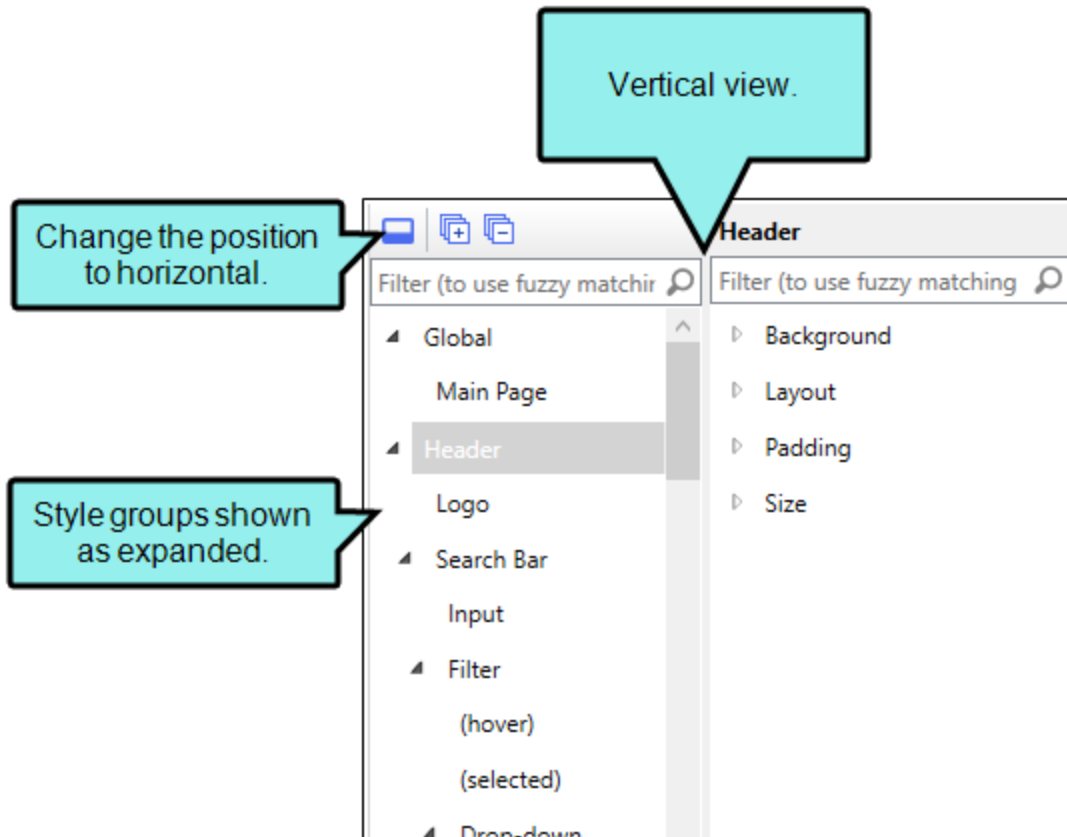 Vertical view.
Change the position
to horizontal.
Header
Filter (to use fuzzy matchir
Filter (to use fuzzy matching
Global
Main Page
Header
Logo
Search Bar
Input
Filter
(hover)
(selected)
Drop-down
Style groups shown
as expanded.
Background
Layout
Padding
Size